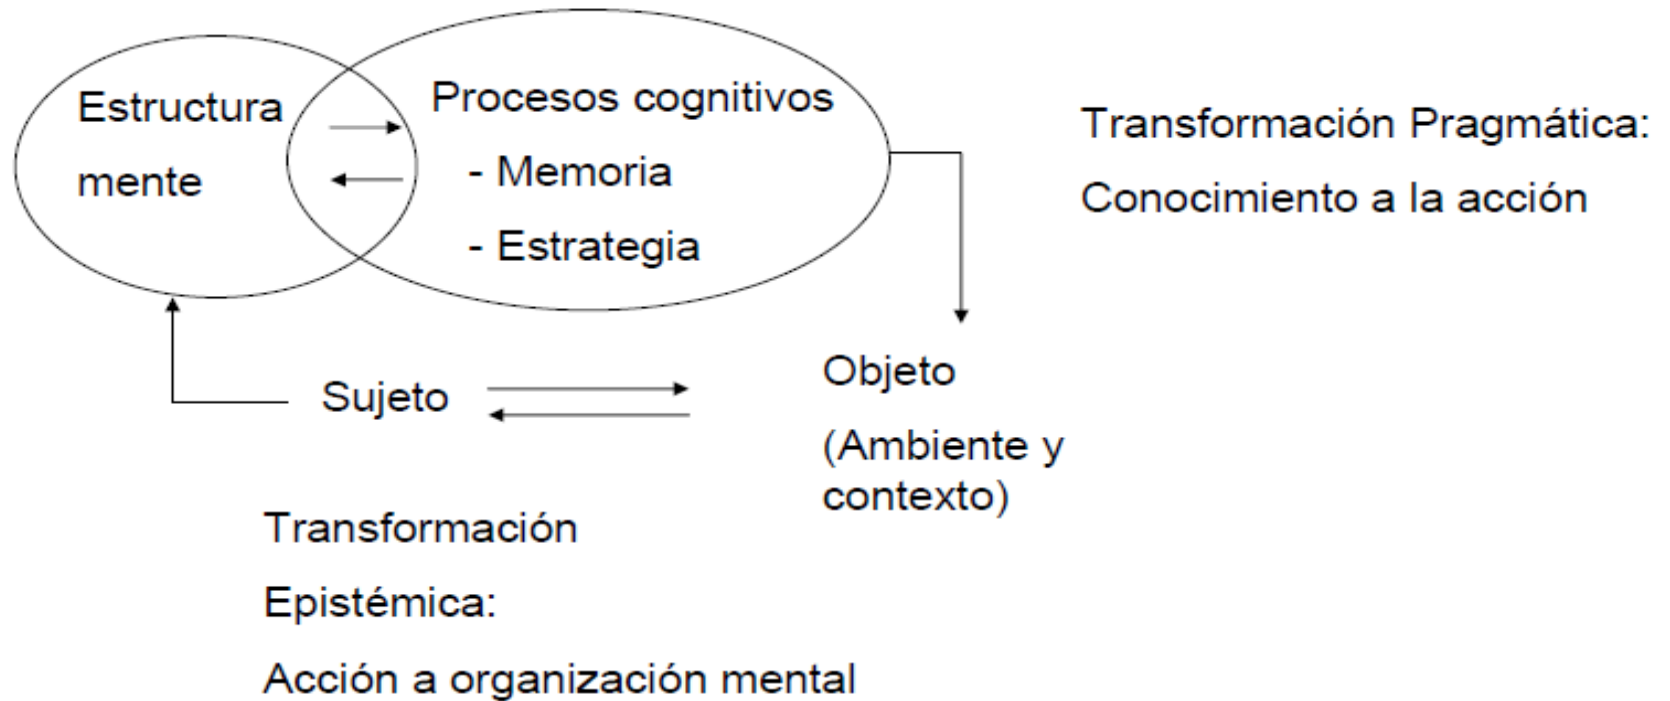 Estructura
mente
Procesos cognitivos
- Memoria
- Estrategia
Transformación Pragmática:
Conocimiento a la acción
Sujeto
Objeto
(Ambiente y
contexto)
Transformación
Epistémica:
Acción a organización mental